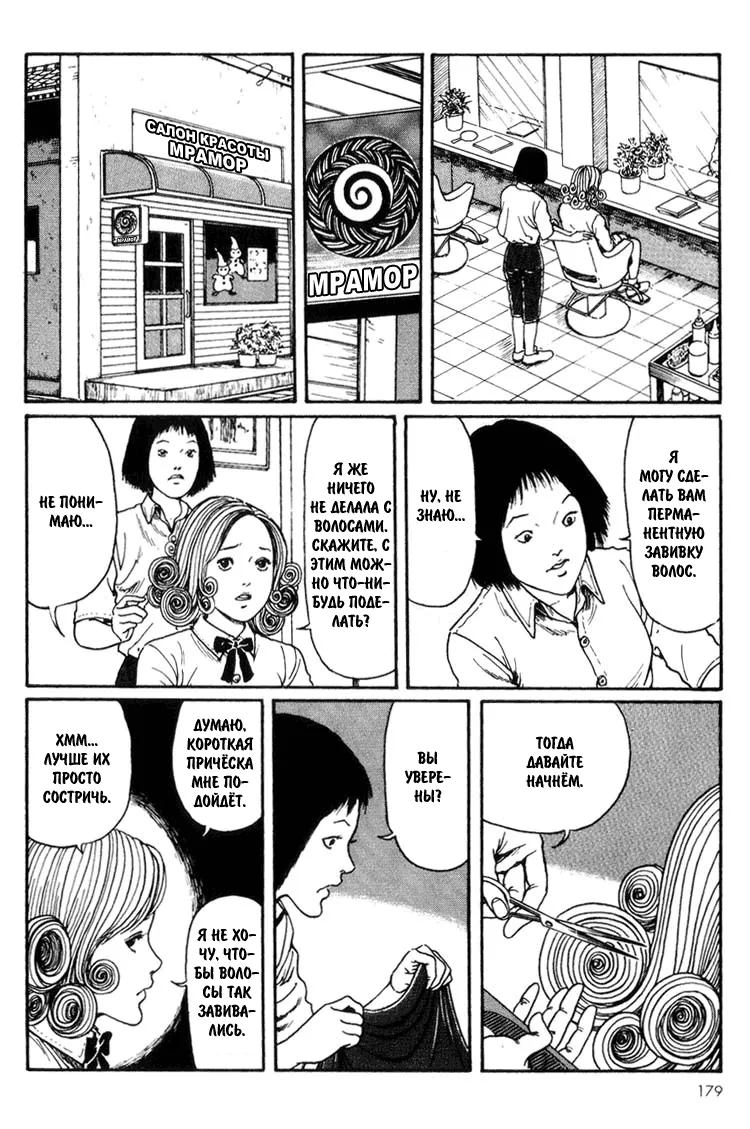 САЛОН КРАСОТЫ
МРАМОР
МРАМОР
НЕ ПОНИ-
МАЮ...
Я ЖЕ
НИЧЕГО
НЕ ДЕЛАЛА С
ВОЛОСАМИ.
СКАЖИТЕ, С
ЭТИМ МОЖ-
НО ЧТО-НИ-
БУДЬ ПОДЕ-
ЛАТЬ?
НУ, НЕ
ЗНАЮ...
Я
МОГУ СДЕ-
ЛАТЬ ВАМ
ПЕРМА-
НЕНТНУЮ
ЗАВИВКУ
ВОЛОС.
ХММ...
ЛУЧШЕ ИХ
ПРОСТО
СОСТРИЧЬ.
ДУМАЮ,
КОРОТКАЯ
ПРИЧЁСКА
МНЕ ПО-
ДОЙДЁТ.
Я НЕ ХО-
ЧУ, ЧТО-
БЫ ВОЛО-
СЫ ТАК
ЗАВИВА-
ЛИСЬ.
ВЫ
УВЕРЕ-
НЫ?
ТОГДА
ДАВАЙТЕ
НАЧНЁМ.
179